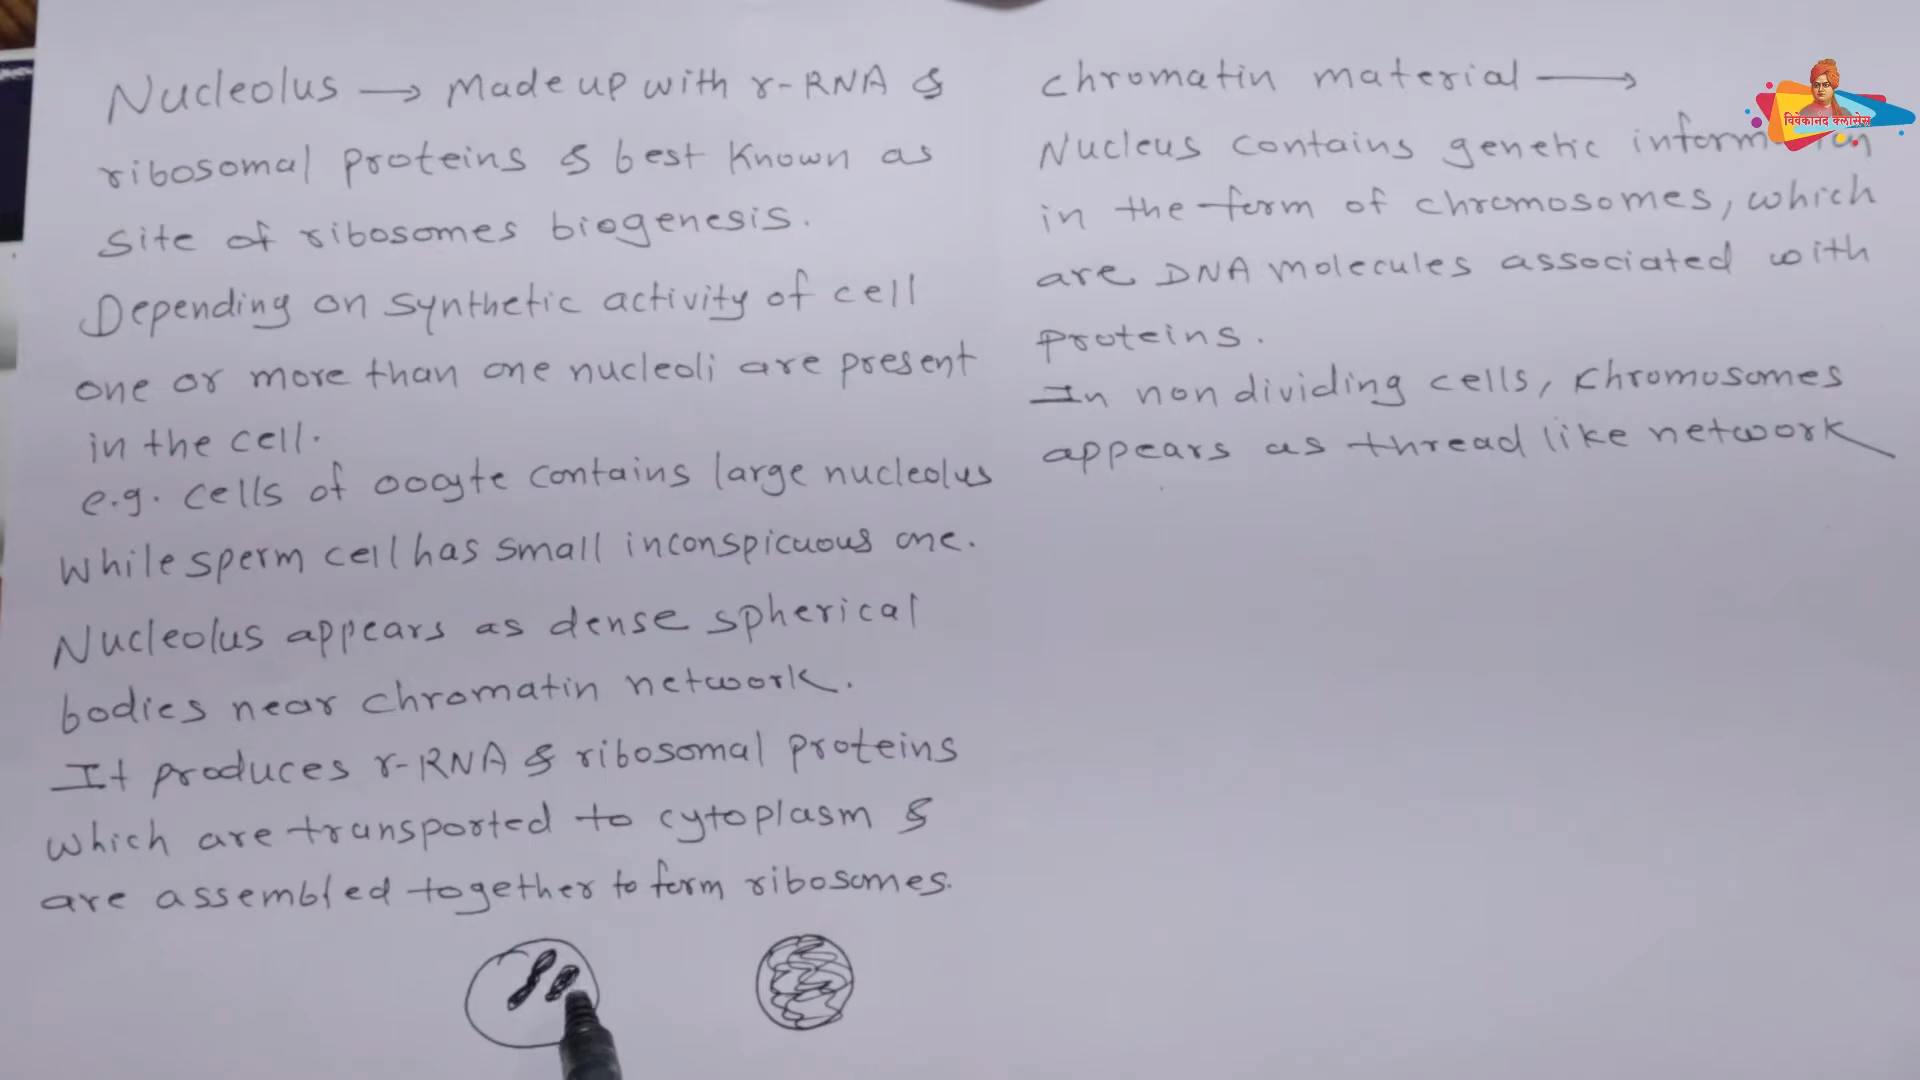 Nucleolus → Made up with r-RNA &
ribosomal proteins & best known as
site of ribosomes biogenesis.
Depending on synthetic activity of cell
one or more than one nucleoli are present
in the cell.
e.g. cells of oocyte contains large nucleolus
while sperm cell has small inconspicuous one.
Nucleolus appears as dense spherical
bodies near chromatin network.
It produces r-RNA & ribosomal proteins
which are transported to cytoplasm &
are assembled together to form ribosomes.
chromatin material →
Nucleus contains genetic
in the form of chromosomes, which
are DNA molecules associated with
proteins.
In non dividing cells, chromosomes
appears as thread like network
विवेकानंद क्लासेस